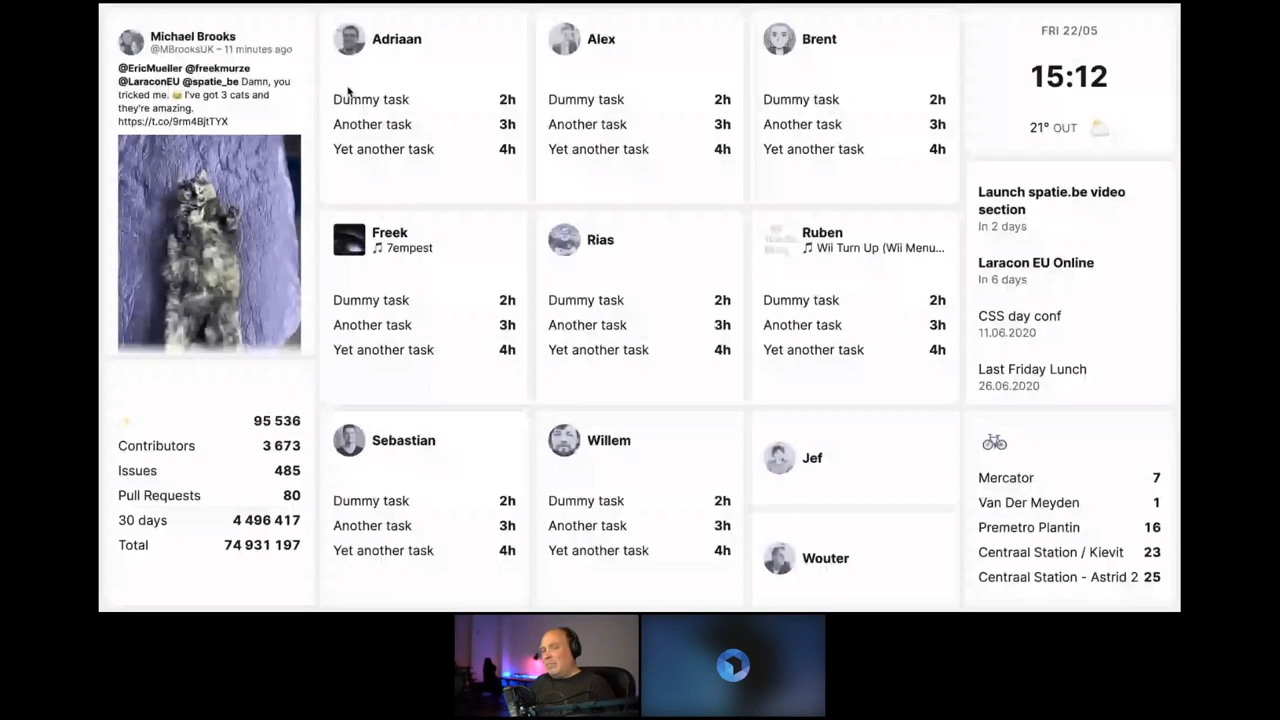 Michael Brooks
@MBrooksUK – 11 minutes ago
@EricMueller @freekmurze
@LaraconEU @spatie_be Damn, you
tricked me. 😂 I've got 3 cats and
they're amazing.
https://t.co/9rm4BjtTYX
95 536
Contributors 3 673
Issues 485
Pull Requests 80
30 days 4 496 417
Total 74 931 197
Adriaan
Dummy task 2h
Another task 3h
Yet another task 4h
Alex
Dummy task 2h
Another task 3h
Yet another task 4h
Brent
Dummy task 2h
Another task 3h
Yet another task 4h
Freek
🎵 7empest
Dummy task 2h
Another task 3h
Yet another task 4h
Rias
Dummy task 2h
Another task 3h
Yet another task 4h
Ruben
🎵 Wii Turn Up (Wii Menu...
Dummy task 2h
Another task 3h
Yet another task 4h
Sebastian
Dummy task 2h
Another task 3h
Yet another task 4h
Willem
Dummy task 2h
Another task 3h
Yet another task 4h
Jef
Wouter
FRI 22/05
15:12
21° OUT
Launch spatie.be video
section
In 2 days
Laracon EU Online
In 6 days
CSS day conf
11.06.2020
Last Friday Lunch
26.06.2020
Mercator 7
Van Der Meyden 1
Premetro Plantin 16
Centraal Station / Kievit 23
Centraal Station - Astrid 2 25